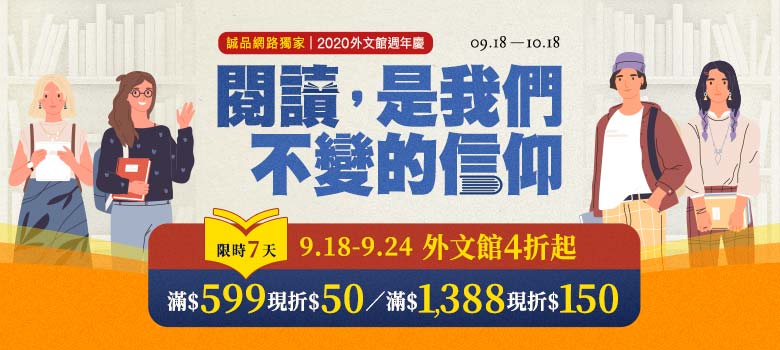 誠品網路獨家｜2020外文館週年慶
09.18—10.18
閱讀，是我們
不變的信仰
限時7天
9.18-9.24 外文館4折起
滿$599現折$50／滿$1,388現折$150